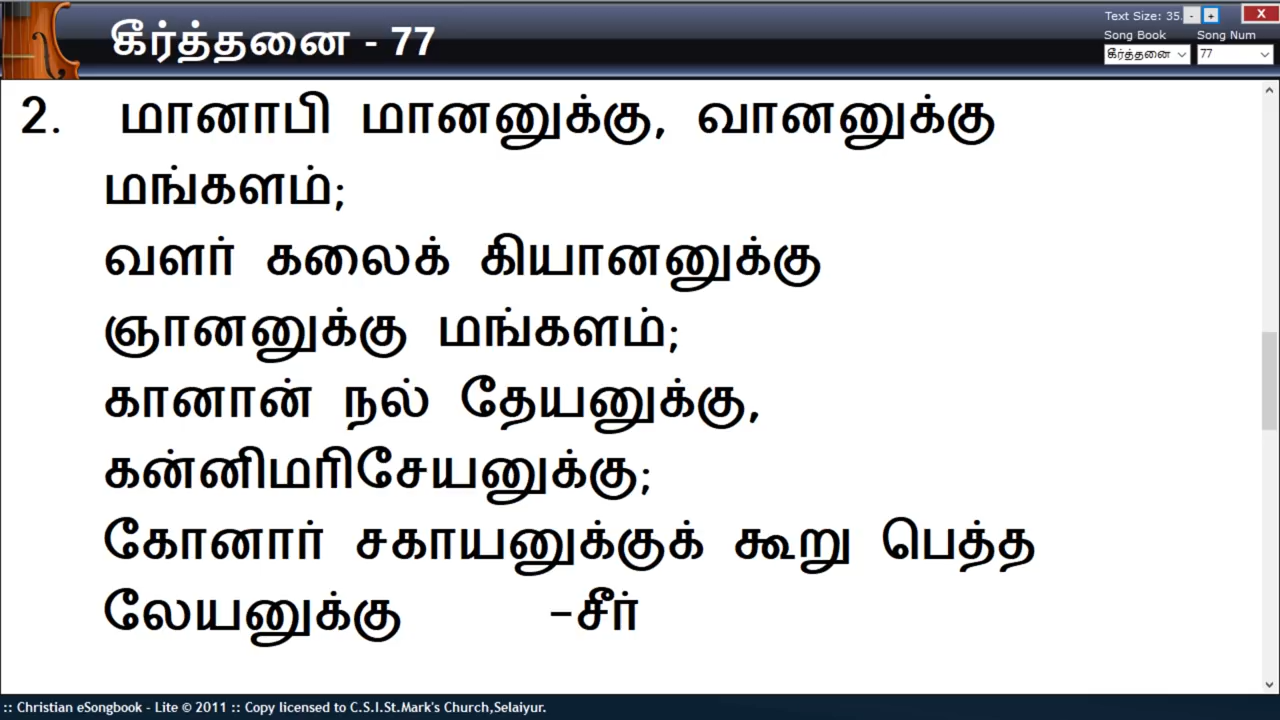 கீர்த்தனை - 77
Text Size: 35.
- +
X
Song Book
Song Num
கீர்த்தனை
77
2. மானாபி மானனுக்கு, வானனுக்கு
மங்களம்;
வளர் கலைக் கியானனுக்கு
ஞானனுக்கு மங்களம்;
கானான் நல் தேயனுக்கு,
கன்னிமரிசேயனுக்கு;
கோனார் சகாயனுக்குக் கூறு பெத்த
லேயனுக்கு -சீர்
:: Christian eSongbook - Lite © 2011 :: Copy licensed to C.S.I.St.Mark's Church,Selaiyur.